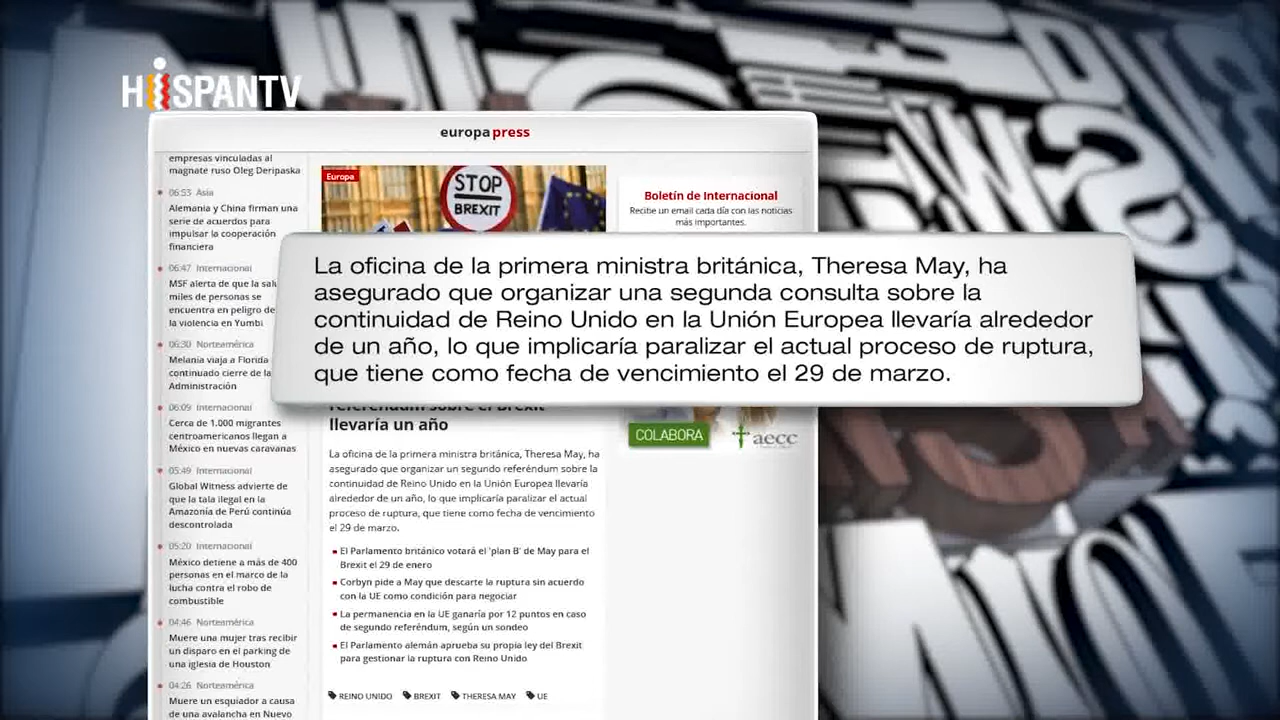 HISPANTV
europapress
empresas vinculadas al
magnate ruso Oleg Deripaska
06:53 Asia
Alemania y China firman una
serie de acuerdos para
impulsar la cooperación
financiera
06:47 Internacional
MSF alerta de que la
miles de personas se
encuentra en peligro de
la violencia en Yumbi
06:30 Norteamérica
Melania viaja a Florida
continuado cierre de la
Administración
06:09 Internacional
Cerca de 1.000 migrantes
centroamericanos llegan a
México en nuevas caravanas
05:49 Internacional
Global Witness advierte de
que la tala ilegal en la
Amazonía de Perú continúa
descontrolada
05:20 Internacional
México detiene a más de 400
personas en el marco de la
lucha contra el robo de
combustible
04:46 Norteamérica
Muere una mujer tras recibir
un disparo en el parking de
una iglesia de Houston
04:26 Norteamérica
Muere un esquiador a causa
de una avalancha en Nuevo
Europa
STOP
BREXIT
Boletín de Internacional
Recibe un email cada día con las noticias
más importantes.
La oficina de la primera ministra británica, Theresa May, ha
asegurado que organizar una segunda consulta sobre la
continuidad de Reino Unido en la Unión Europea llevaría alrededor
de un año, lo que implicaría paralizar el actual proceso de ruptura,
que tiene como fecha de vencimiento el 29 de marzo.
referéndum sobre el Brexit
llevaría un año
La oficina de la primera ministra británica, Theresa May, ha
asegurado que organizar un segundo referéndum sobre la
continuidad de Reino Unido en la Unión Europea llevaría
alrededor de un año, lo que implicaría paralizar el actual
proceso de ruptura, que tiene como fecha de vencimiento
el 29 de marzo.
El Parlamento británico votará el 'plan B' de May para el
Brexit el 29 de enero
Corbyn pide a May que descarte la ruptura sin acuerdo
con la UE como condición para negociar
La permanencia en la UE ganaría por 12 puntos en caso
de segundo referéndum, según un sondeo
El Parlamento alemán aprueba su propia ley del Brexit
para gestionar la ruptura con Reino Unido
REINO UNIDO BREXIT THERESA MAY UE
COLABORA
aecc